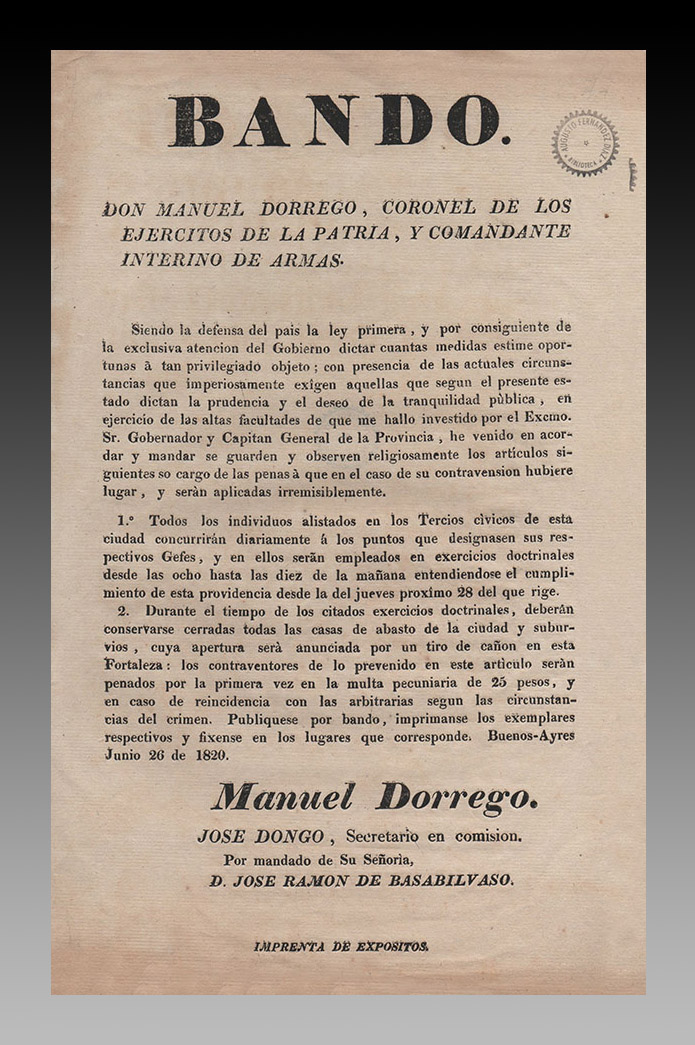 BANDO.
AUGUSTO FERNANDEZ DIAZ
BIBLIOTECA
DON MANUEL DORREGO, CORONEL DE LOS
EJERCITOS DE LA PATRIA, Y COMANDANTE
INTERINO DE ARMAS.
Siendo la defensa del pais la ley primera, y por consiguiente de
la exclusiva atencion del Gobierno dictar cuantas medidas estime opor-
tunas à tan privilegiado objeto; con presencia de las actuales circuns-
tancias que imperiosamente exigen aquellas que segun el presente es-
tado dictan la prudencia y el deseo de la tranquilidad pùblica, en
ejercicio de las altas facultades de que me hallo investido por el Excmo.
Sr. Gobernador y Capitan General de la Provincia, he venido en acor-
dar y mandar se guarden y observen religiosamente los artìculos si-
guientes so cargo de las penas à que en el caso de su contravension hubiere
lugar, y seràn aplicadas irremisiblemente.
1.º Todos los individuos alistados en los Tercios cìvicos de esta
ciudad concurrirán diariamente á los puntos que designasen sus res-
pectivos Gefes, y en ellos serãn empleados en exercicios doctrinales
desde las ocho hasta las diez de la mañana entendiendose el cumpli-
miento de esta providencia desde la del jueves proximo 28 del que rige.
2. Durante el tiempo de los citados exercicios doctrinales, deberán
conservarse cerradas todas las casas de abasto de la ciudad y subur-
vios, cuya apertura serà anunciada por un tiro de cañon en esta
Fortaleza: los contraventores de lo prevenido en este artìculo seràn
penados por la primera vez en la multa pecuniaria de 25 pesos, y
en caso de reincidencia con las arbitrarias segun las circunstan-
cias del crimen. Publiquese por bando, imprimanse los exemplares
respectivos y fixense en los lugares que corresponde. Buenos-Ayres
Junio 26 de 1820.
Manuel Dorrego.
JOSE DONGO, Secretario en comision.
Por mandado de Su Señorìa,
D. JOSE RAMON DE BASABILVASO.
IMPRENTA DE EXPOSITOS.